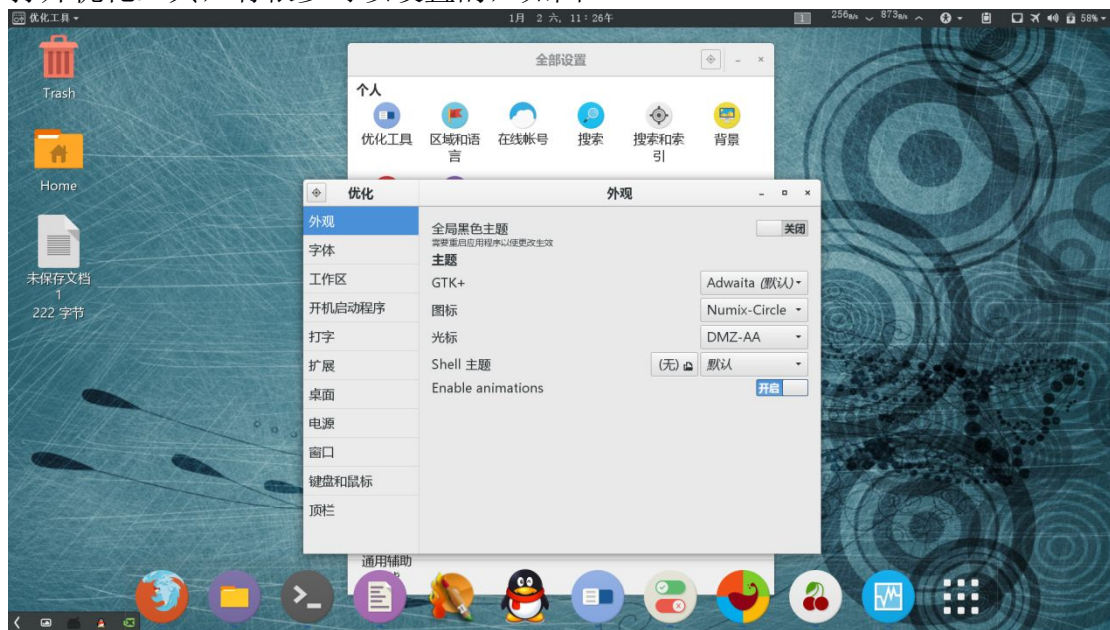 优化工具
1月 2 六, 11:26午
1
256B/s
873B/s
58%
Trash
Home
未保存文档
1
222 字节
全部设置
个人
优化工具
区域和语
言
在线帐号
搜索
搜索和索
引
背景
优化
外观
外观
字体
工作区
开机启动程序
打字
扩展
桌面
电源
窗口
键盘和鼠标
顶栏
全局黑色主题
关闭
需要重启应用程序以使更改生效
主题
GTK+
Adwaita (默认)
图标
Numix-Circle
光标
DMZ-AA
Shell 主题
(无)
默认
Enable animations
开启
通用辅助